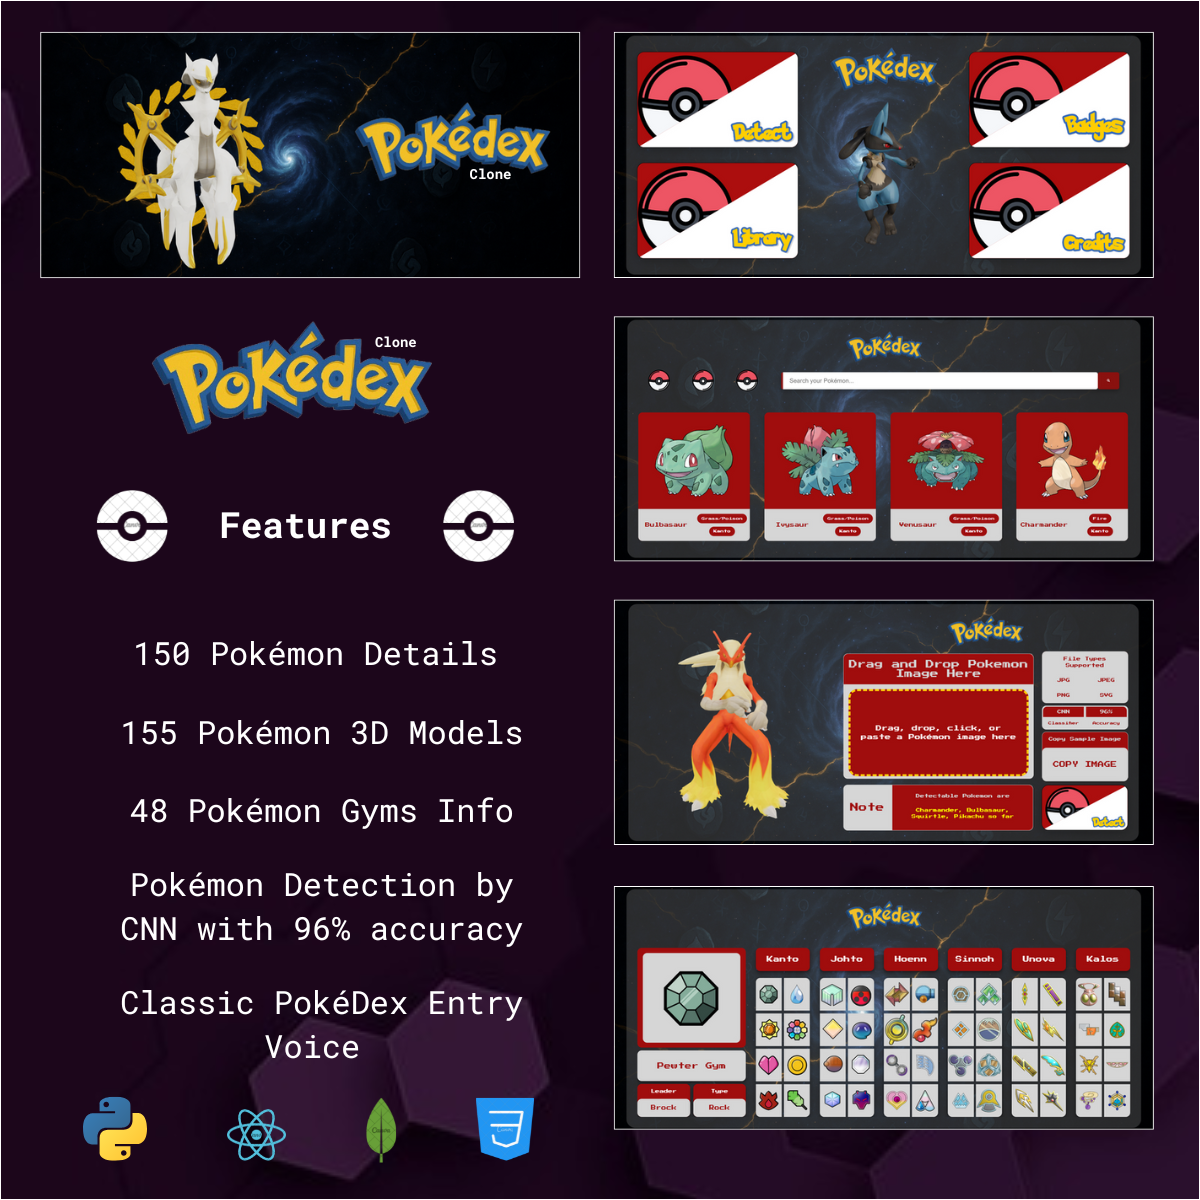 Pokédex
Clone
Pokédex
Clone
Features
150 Pokémon Details
155 Pokémon 3D Models
48 Pokémon Gyms Info
Pokémon Detection by
CNN with 96% accuracy
Classic PokéDex Entry
Voice
Pokédex
Detect
Badges
Library
Credits
Pokédex
Search your Pokémon...
Bulbasaur
Grass/Poison
Kanto
Ivysaur
Grass/Poison
Kanto
Venusaur
Grass/Poison
Kanto
Charmander
Fire
Kanto
Pokédex
Drag and Drop Pokemon
Image Here
Drag, drop, click, or
paste a Pokémon image here
Note
Detectable Pokemon are
Charmander, Bulbasaur,
Squirtle, Pikachu so far
File Types
Supported
JPG JPEG
PNG SVG
CNN 96%
Classifier Accuracy
Copy Sample Image
COPY IMAGE
Detect
Pokédex
Kanto Johto Hoenn Sinnoh Unova Kalos
Pewter Gym
Leader Type
Brock Rock